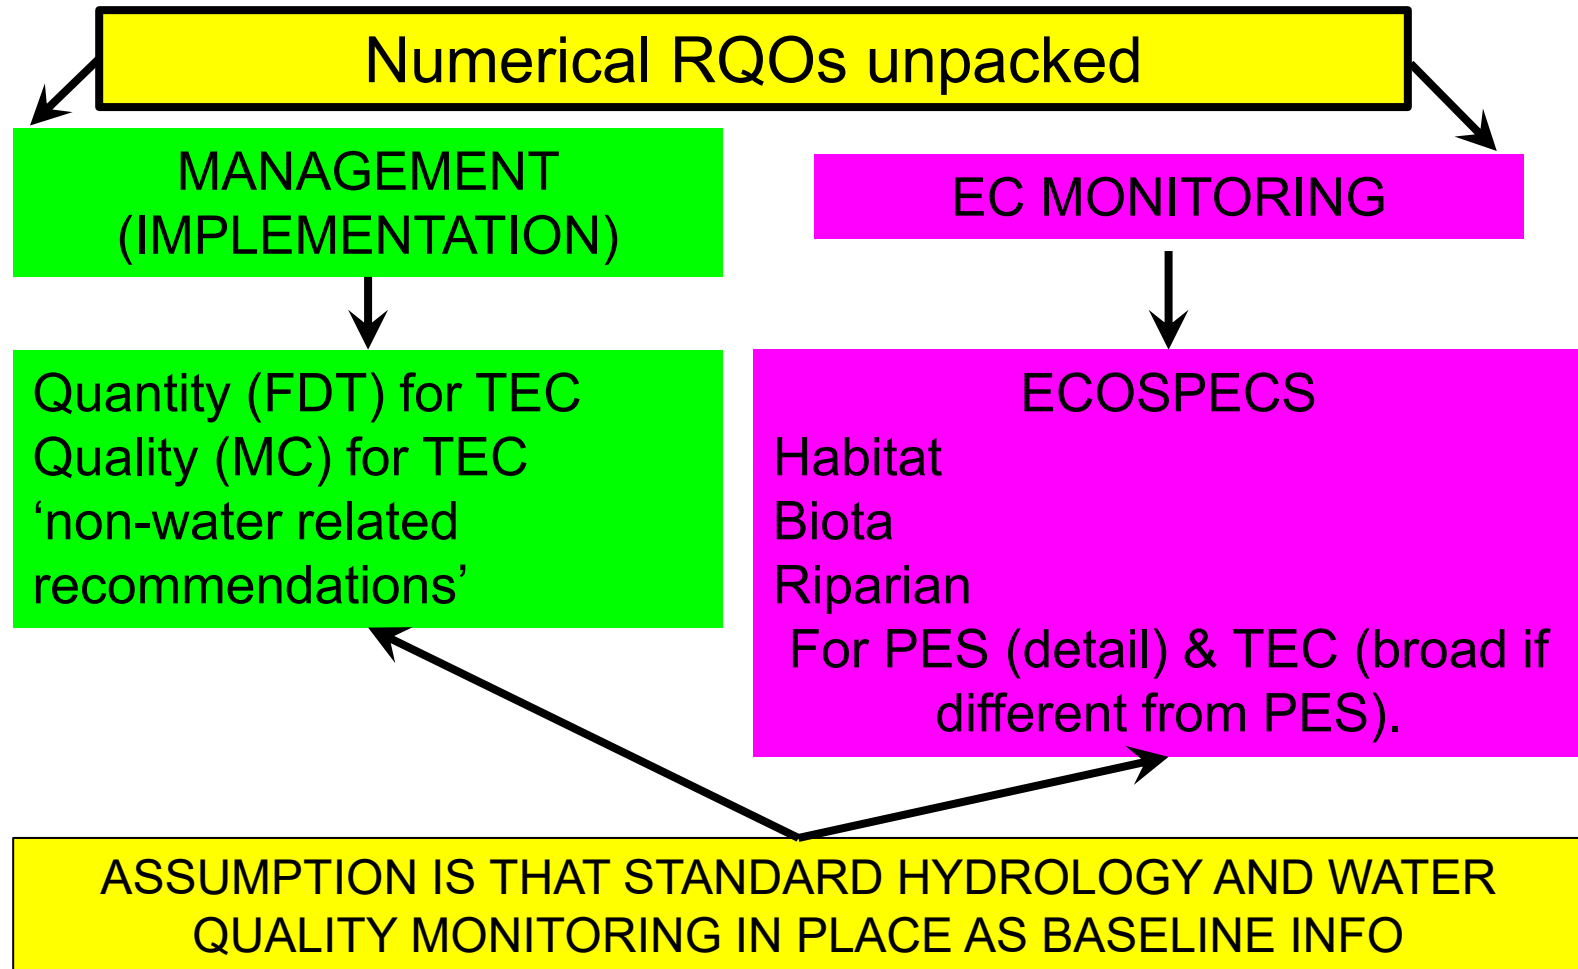 Numerical RQOs unpacked
MANAGEMENT
(IMPLEMENTATION)
EC MONITORING
Quantity (FDT) for TEC
Quality (MC) for TEC
‘non-water related
recommendations’
ECOSPECS
Habitat
Biota
Riparian
For PES (detail) & TEC (broad if
different from PES).
ASSUMPTION IS THAT STANDARD HYDROLOGY AND WATER
QUALITY MONITORING IN PLACE AS BASELINE INFO